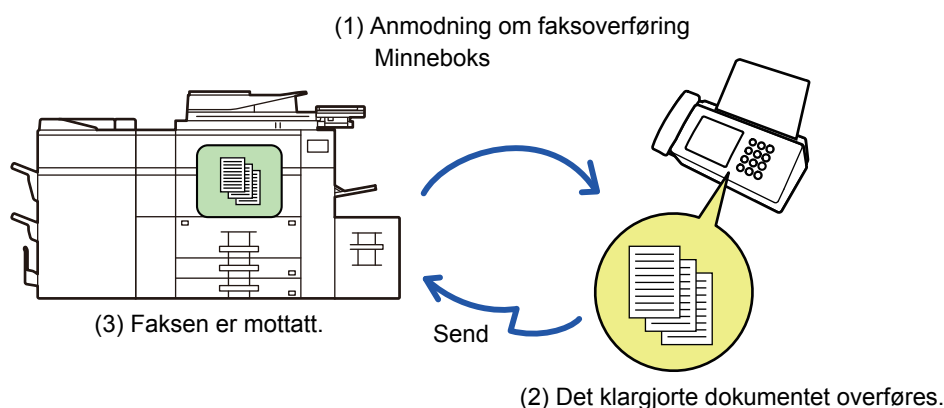 (1) Anmodning om faksoverføring
Minneboks
(3) Faksen er mottatt.
Send
(2) Det klargjorte dokumentet overføres.